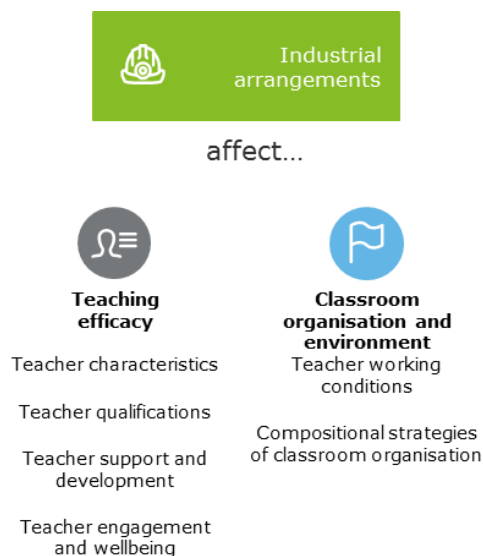 Industrial
arrangements
affect...
Teaching
efficacy
Teacher characteristics
Teacher qualifications
Teacher support and
development
Teacher engagement
and wellbeing
Classroom
organisation and
environment
Teacher working
conditions
Compositional strategies
of classroom organisation